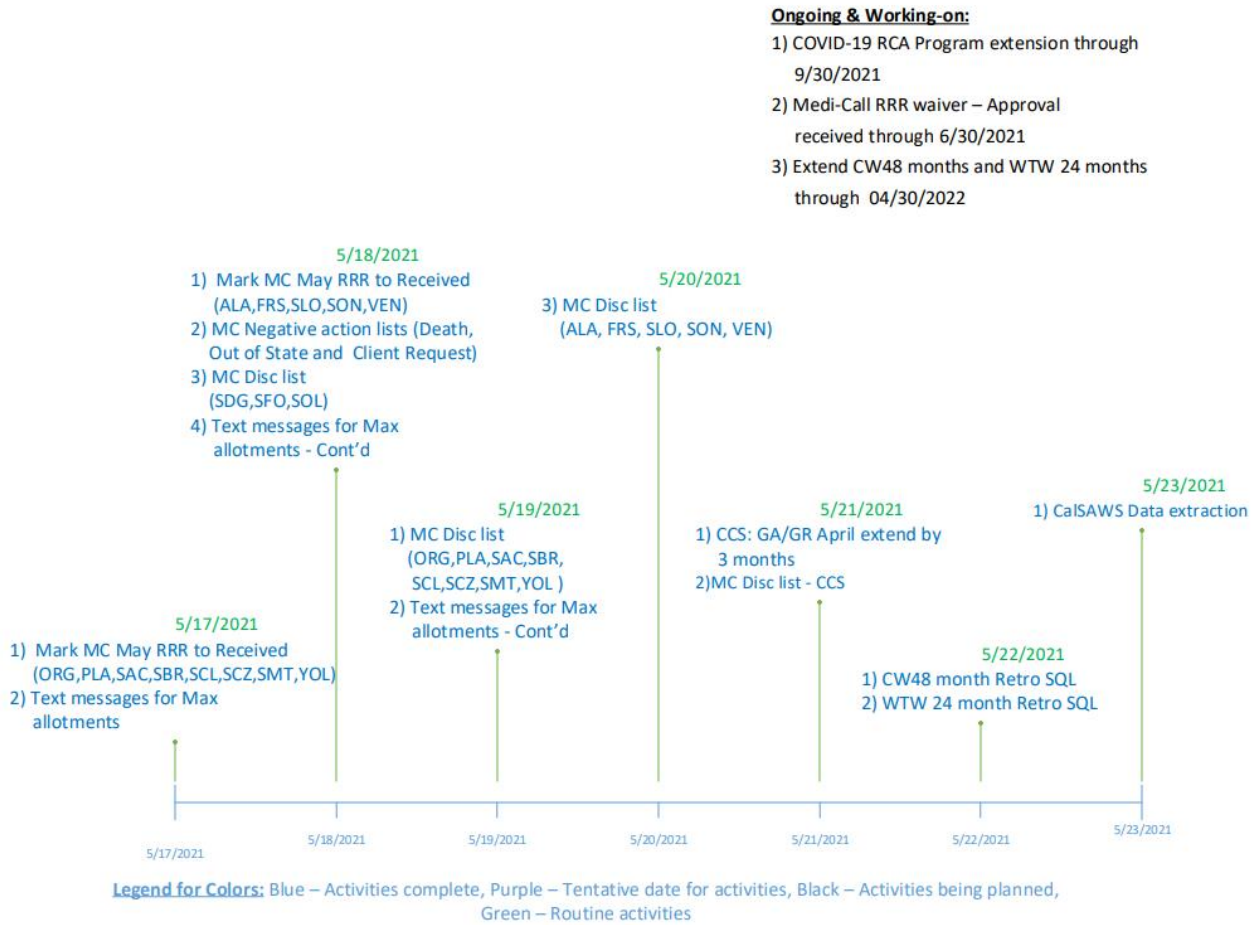 Ongoing & Working-on:
1) COVID-19 RCA Program extension through
9/30/2021
2) Medi-Call RRR waiver – Approval
received through 6/30/2021
3) Extend CW48 months and WTW 24 months
through 04/30/2022
5/18/2021
1) Mark MC May RRR to Received
(ALA,FRS,SLO,SON,VEN)
2) MC Negative action lists (Death,
Out of State and Client Request)
3) MC Disc list
(SDG,SFO,SOL)
4) Text messages for Max
allotments - Cont'd
5/20/2021
3) MC Disc list
(ALA, FRS, SLO, SON, VEN)
5/19/2021
1) MC Disc list
(ORG,PLA,SAC,SBR,
SCL,SCZ,SMT,YOL )
2) Text messages for Max
allotments - Cont'd
5/21/2021
1) CCS: GA/GR April extend by
3 months
2)MC Disc list - CCS
5/23/2021
1) CalSAWS Data extraction
5/17/2021
1) Mark MC May RRR to Received
(ORG,PLA,SAC,SBR,SCL,SCZ,SMT,YOL)
2) Text messages for Max
allotments
5/22/2021
1) CW48 month Retro SQL
2) WTW 24 month Retro SQL
5/17/2021
5/18/2021
5/19/2021
5/20/2021
5/21/2021
5/22/2021
5/23/2021
Legend for Colors: Blue – Activities complete, Purple – Tentative date for activities, Black – Activities being planned,
Green – Routine activities